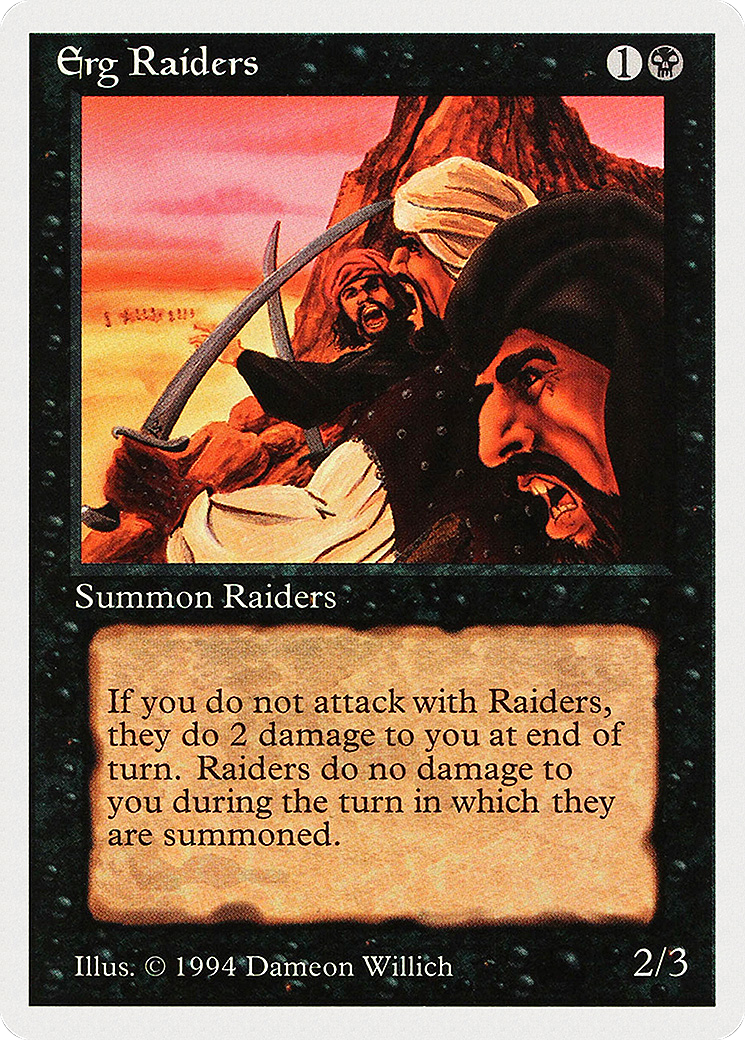 Erg Raiders 1
Summon Raiders
If you do not attack with Raiders,
they do 2 damage to you at end of
turn. Raiders do no damage to
you during the turn in which they
are summoned.
Illus. © 1994 Dameon Willich 2/3